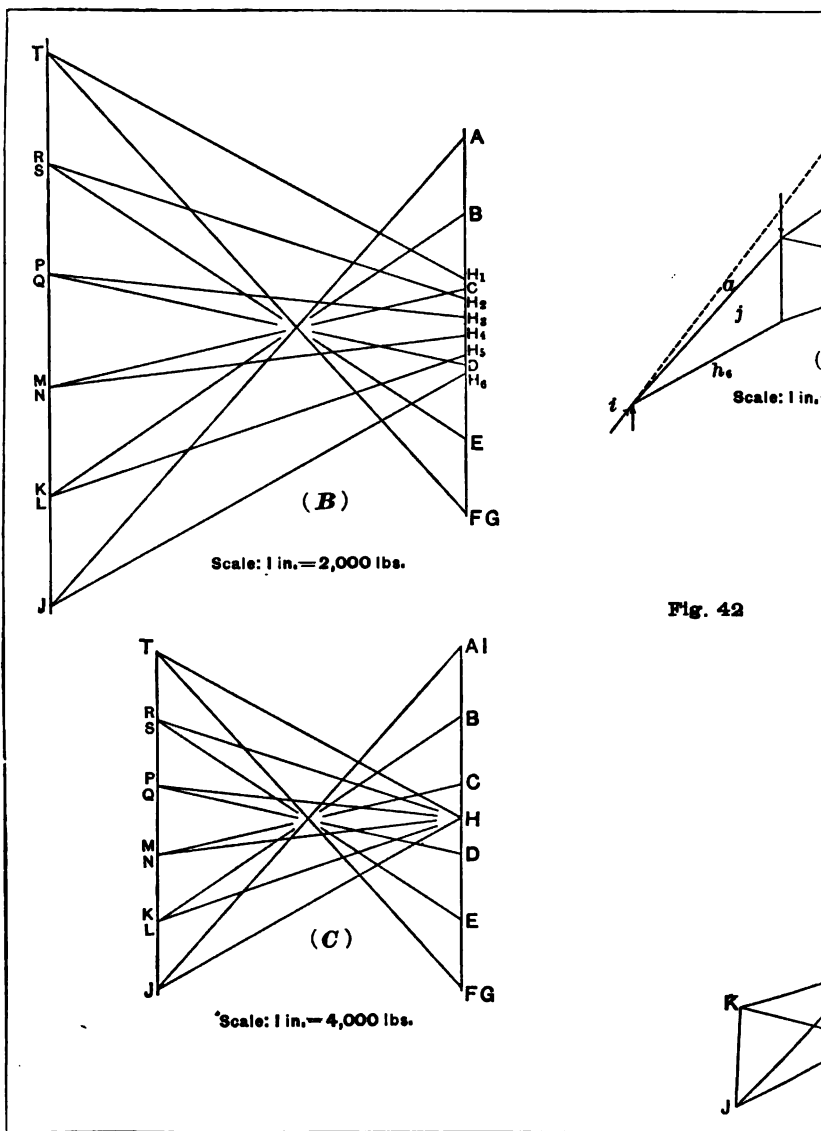 T
R
S
P
Q
M
N
K
L
J
A
B
H1
C
H2
H3
H4
H5
D
H6
E
FG
(B)
Scale: 1 in.=2,000 lbs.
a
j
h6
i
(
Scale: 1 in.
Fig. 42
T
R
S
P
Q
M
N
K
L
J
A I
B
C
H
D
E
FG
(C)
Scale: 1 in.=4,000 lbs.
K
J